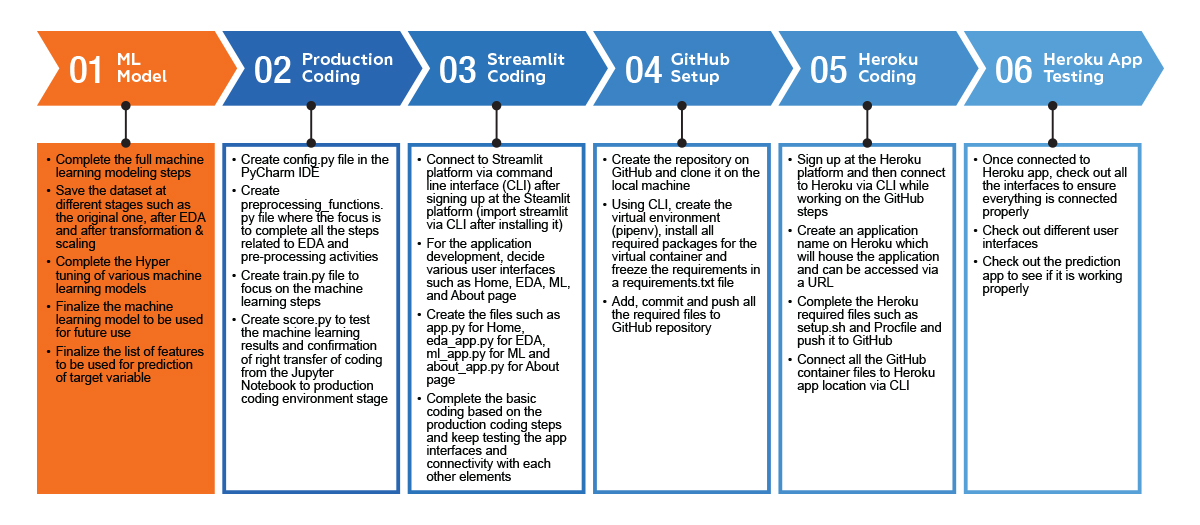 01 ML
Model
02 Production
Coding
03 Streamlit
Coding
04 GitHub
Setup
05 Heroku
Coding
06 Heroku App
Testing
• Complete the full machine
learning modeling steps
• Save the dataset at
different stages such as
the original one, after EDA
and after transformation &
scaling
• Complete the Hyper
tuning of various machine
learning models
• Finalize the machine
learning model to be used
for future use
• Finalize the list of features
to be used for prediction
of target variable
• Create config.py file in the
PyCharm IDE
• Create
preprocessing_functions.
py file where the focus is
to complete all the steps
related to EDA and
pre-processing activities
• Create train.py file to
focus on the machine
learning steps
• Create score.py to test
the machine learning
results and confirmation
of right transfer of coding
from the Jupyter
Notebook to production
coding environment stage
• Connect to Streamlit
platform via command
line interface (CLI) after
signing up at the Steamlit
platform (import streamlit
via CLI after installing it)
• For the application
development, decide
various user interfaces
such as Home, EDA, ML,
and About page
• Create the files such as
app.py for Home,
eda_app.py for EDA,
ml_app.py for ML and
about_app.py for About
page
• Complete the basic
coding based on the
production coding steps
and keep testing the app
interfaces and
connectivity with each
other elements
• Create the repository on
GitHub and clone it on the
local machine
• Using CLI, create the
virtual environment
(pipenv), install all
required packages for the
virtual container and
freeze the requirements in
a requirements.txt file
• Add, commit and push all
the required files to
GitHub repository
• Sign up at the Heroku
platform and then connect
to Heroku via CLI while
working on the GitHub
steps
• Create an application
name on Heroku which
will house the application
and can be accessed via
a URL
• Complete the Heroku
required files such as
setup.sh and Procfile and
push it to GitHub
• Connect all the GitHub
container files to Heroku
app location via CLI
• Once connected to
Heroku app, check out all
the interfaces to ensure
everything is connected
properly
• Check out different user
interfaces
• Check out the prediction
app to see if it is working
properly